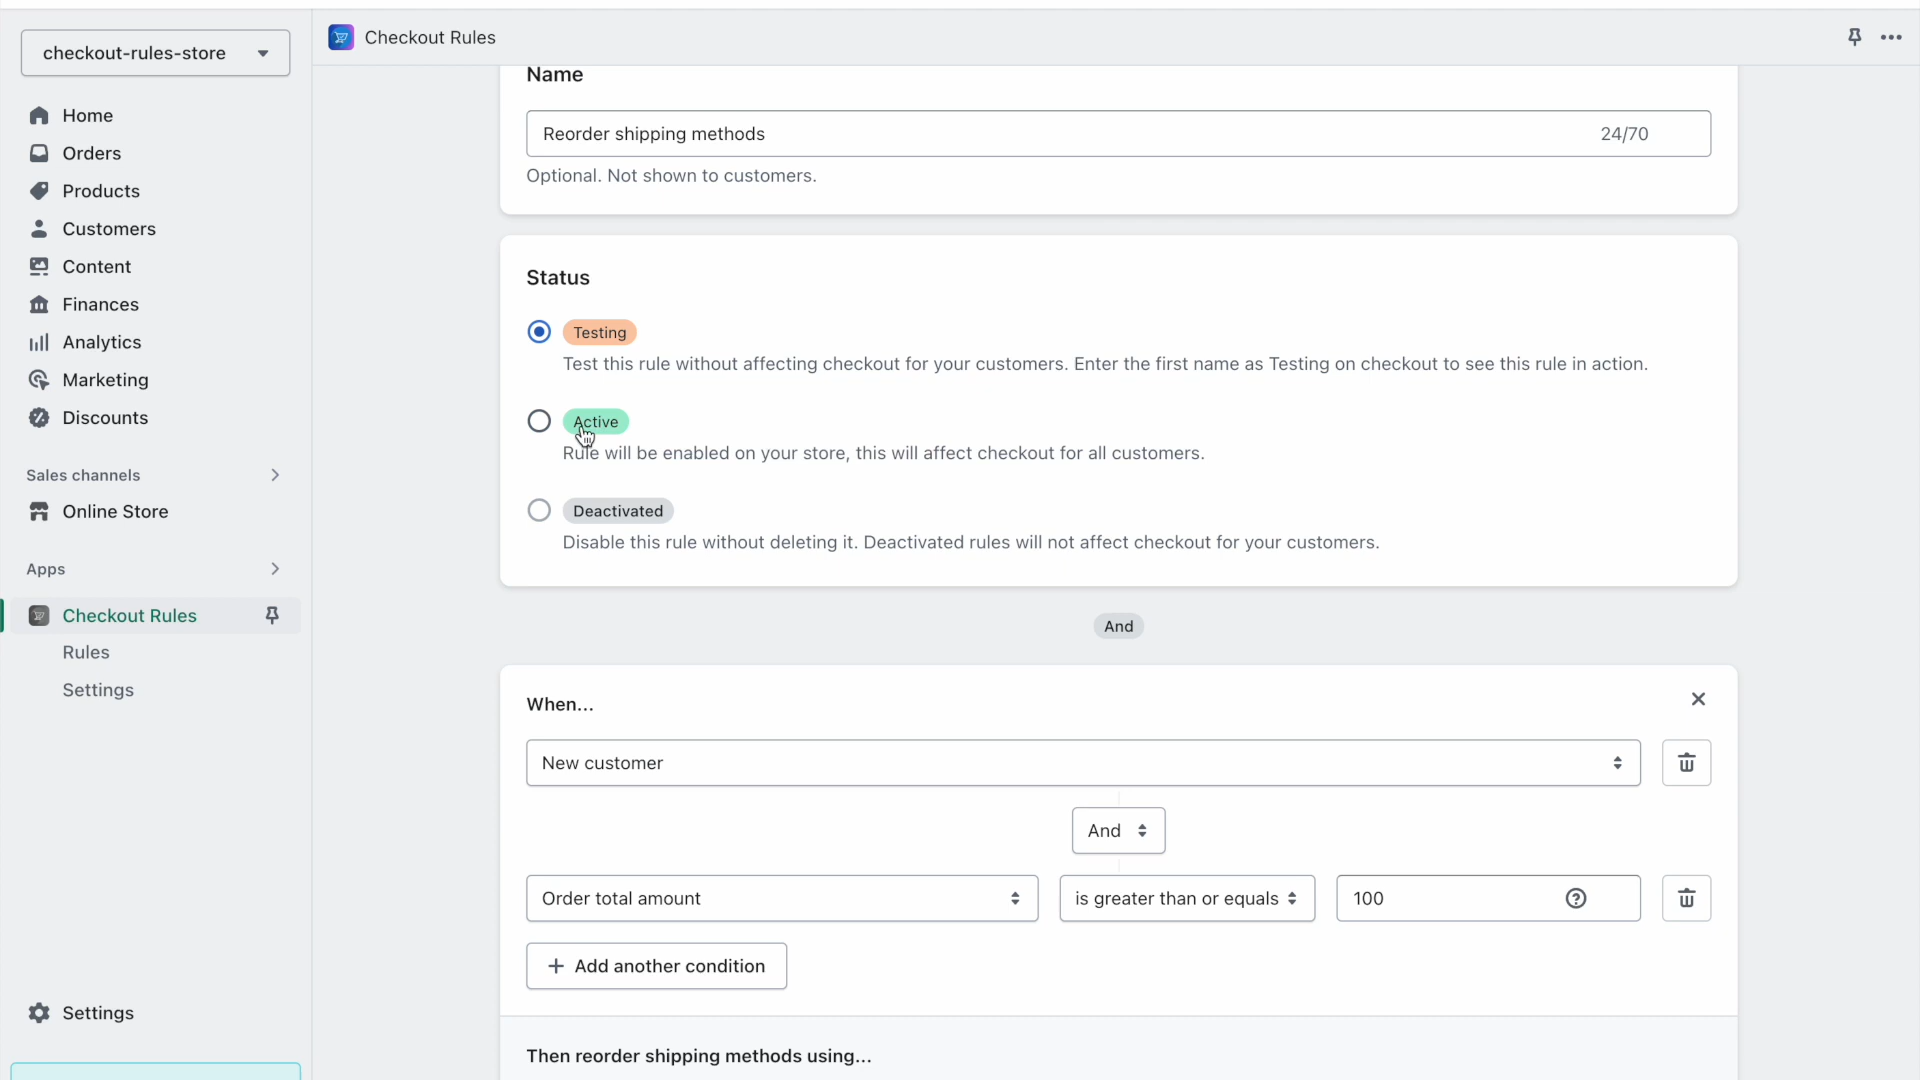 checkout-rules-store
Home
Orders
Products
Customers
Content
Finances
Analytics
Marketing
Discounts
Sales channels
Online Store
Apps
Checkout Rules
Rules
Settings
Settings
Checkout Rules
Name
Reorder shipping methods 24/70
Optional. Not shown to customers.
Status
Testing
Test this rule without affecting checkout for your customers. Enter the first name as Testing on checkout to see this rule in action.
Active
Rule will be enabled on your store, this will affect checkout for all customers.
Deactivated
Disable this rule without deleting it. Deactivated rules will not affect checkout for your customers.
And
When...
New customer
And
Order total amount is greater than or equals 100
Add another condition
Then reorder shipping methods using...